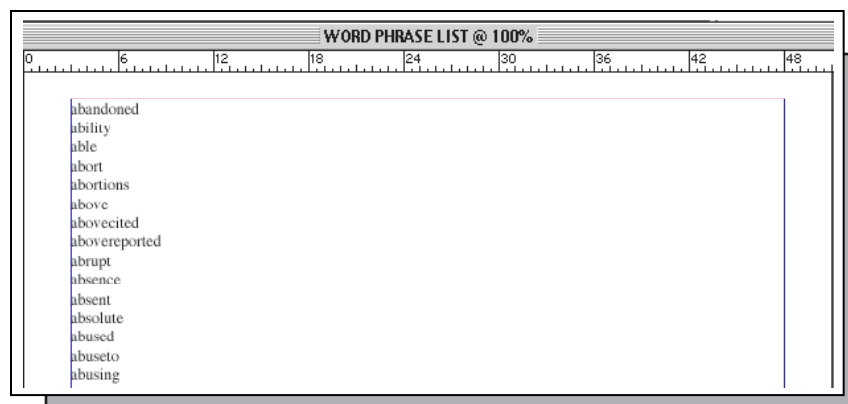 WORD PHRASE LIST @ 100%
0 6 12 18 24 30 36 42 48
abandoned
ability
able
abort
abortions
above
abovecited
abovereported
abrupt
absence
absent
absolute
abused
abuseto
abusing